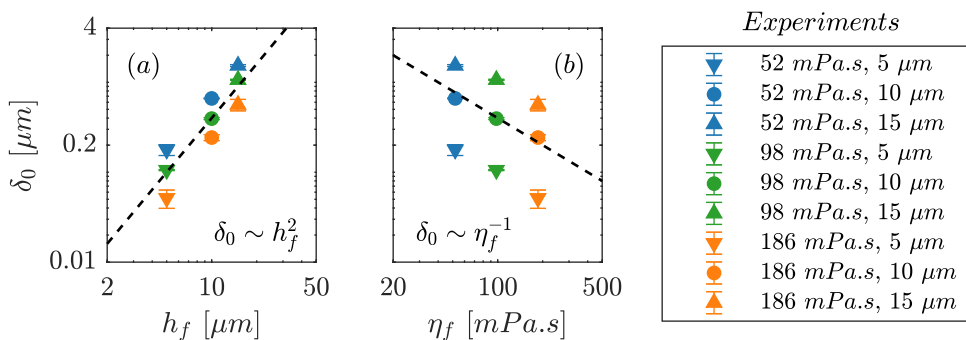 4
0.2
0.01
δ₀ [μm]
(a)
δ₀ ∼ h_f^2
2 10 50
h_f [μm]
(b)
δ₀ ∼ η_f^{-1}
20 100 500
η_f [mPa.s]
Experiments
52 mPa.s, 5 μm
52 mPa.s, 10 μm
52 mPa.s, 15 μm
98 mPa.s, 5 μm
98 mPa.s, 10 μm
98 mPa.s, 15 μm
186 mPa.s, 5 μm
186 mPa.s, 10 μm
186 mPa.s, 15 μm